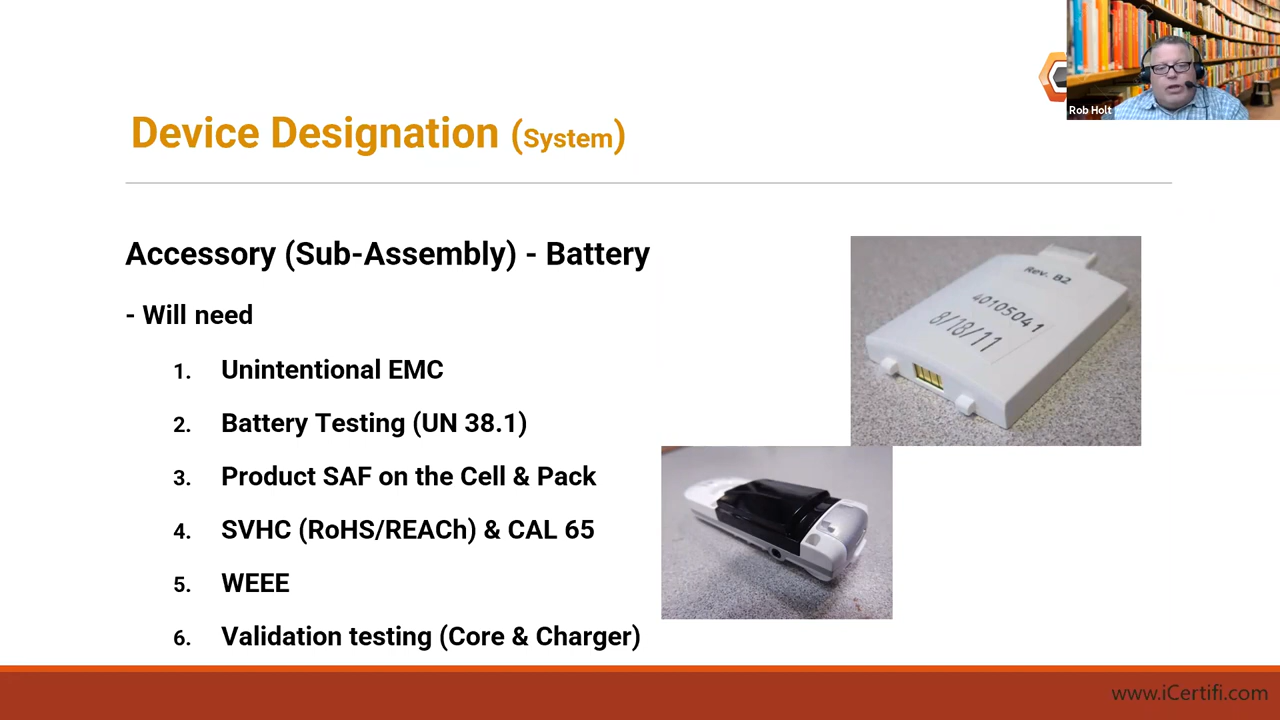 Rob Holt
Device Designation (System)
Accessory (Sub-Assembly) - Battery
- Will need
1. Unintentional EMC
2. Battery Testing (UN 38.1)
3. Product SAF on the Cell & Pack
4. SVHC (RoHS/REACh) & CAL 65
5. WEEE
6. Validation testing (Core & Charger)
Rev. B2
40105041
8/18/11
www.iCertifi.com